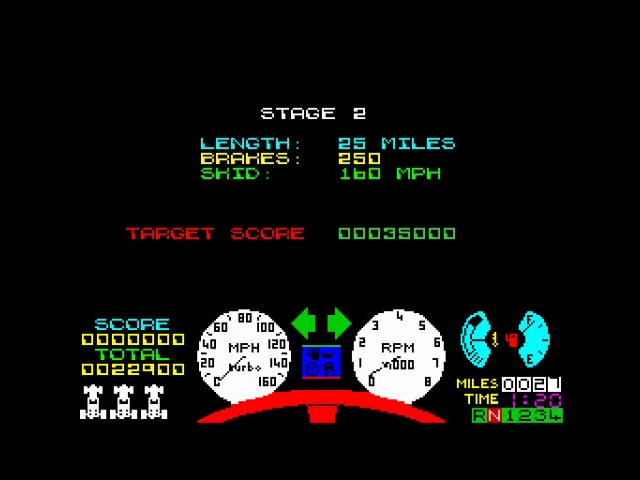 STAGE 2
LENGTH: 25 MILES
BRAKES: 250
SKID: 160 MPH
TARGET SCORE 00035000
SCORE
0000000
TOTAL
0022900
0 20 40 60 80 100 120 140 160
MPH
turbo
0 1 2 3 4 5 6 7 8
RPM
F
E
MILES 0027
TIME 1:20
RN1234